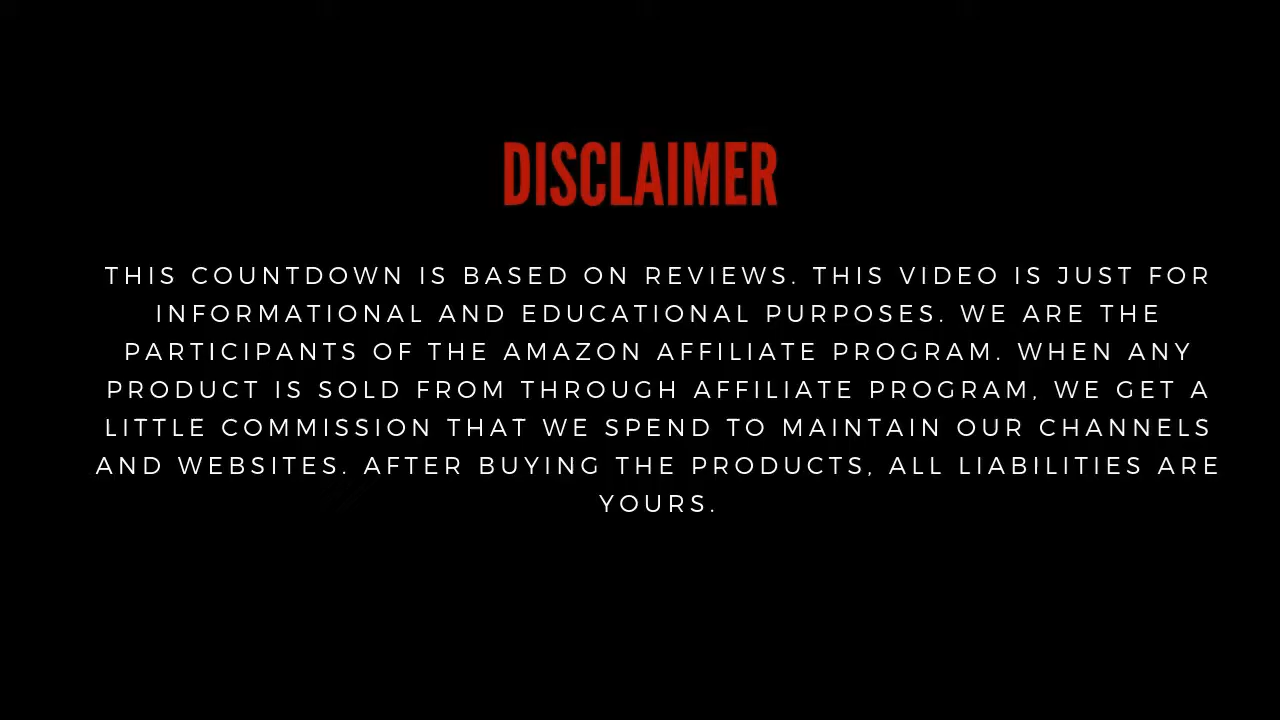 DISCLAIMER
THIS COUNTDOWN IS BASED ON REVIEWS. THIS VIDEO IS JUST FOR
INFORMATIONAL AND EDUCATIONAL PURPOSES. WE ARE THE
PARTICIPANTS OF THE AMAZON AFFILIATE PROGRAM. WHEN ANY
PRODUCT IS SOLD FROM THROUGH AFFILIATE PROGRAM, WE GET A
LITTLE COMMISSION THAT WE SPEND TO MAINTAIN OUR CHANNELS
AND WEBSITES. AFTER BUYING THE PRODUCTS, ALL LIABILITIES ARE
YOURS.